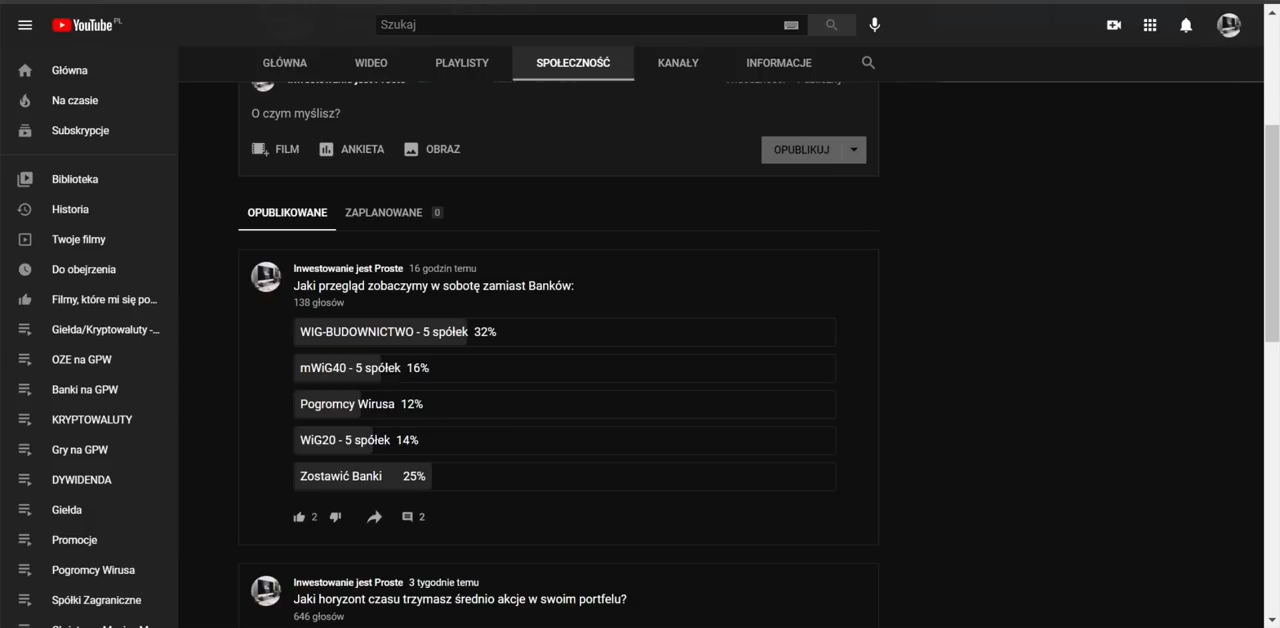 YouTube PL
Szukaj
Główna
Na czasie
Subskrypcje
Biblioteka
Historia
Twoje filmy
Do obejrzenia
Filmy, które mi się po...
Giełda/Kryptowaluty -...
OZE na GPW
Banki na GPW
KRYPTOWALUTY
Gry na GPW
DYWIDENDA
Giełda
Promocje
Pogromcy Wirusa
Spółki Zagraniczne
GŁÓWNA WIDEO PLAYLISTY SPOŁECZNOŚĆ KANAŁY INFORMACJE
Inwestowanie jest Proste
O czym myślisz?
FILM ANKIETA OBRAZ OPUBLIKUJ
OPUBLIKOWANE ZAPLANOWANE 0
Inwestowanie jest Proste 16 godzin temu
Jaki przegląd zobaczymy w sobotę zamiast Banków:
138 głosów
WIG-BUDOWNICTWO - 5 spółek 32%
mWiG40 - 5 spółek 16%
Pogromcy Wirusa 12%
WiG20 - 5 spółek 14%
Zostawić Banki 25%
2 2
Inwestowanie jest Proste 3 tygodnie temu
Jaki horyzont czasu trzymasz średnio akcje w swoim portfelu?
646 głosów